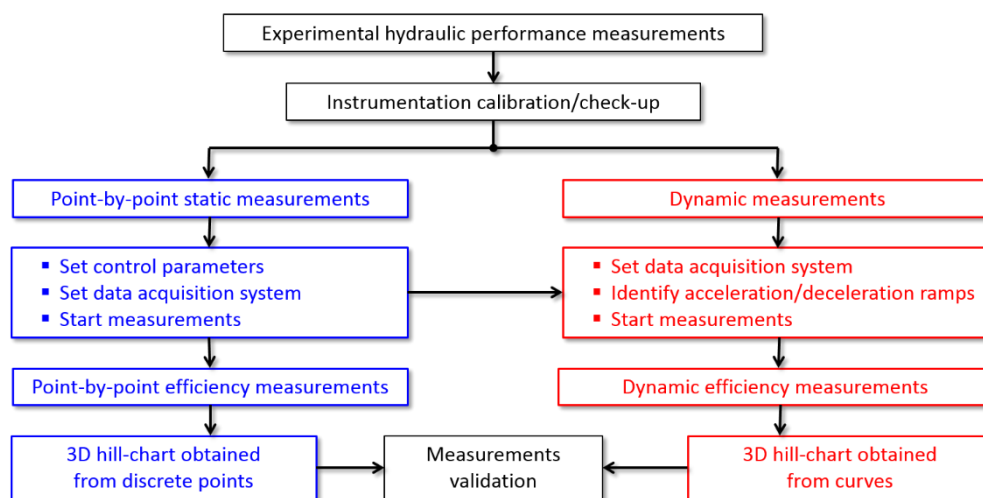 Experimental hydraulic performance measurements
Instrumentation calibration/check-up
Point-by-point static measurements
Dynamic measurements
▪ Set control parameters
▪ Set data acquisition system
▪ Start measurements
▪ Set data acquisition system
▪ Identify acceleration/deceleration ramps
▪ Start measurements
Point-by-point efficiency measurements
Dynamic efficiency measurements
3D hill-chart obtained
from discrete points
Measurements
validation
3D hill-chart obtained
from curves